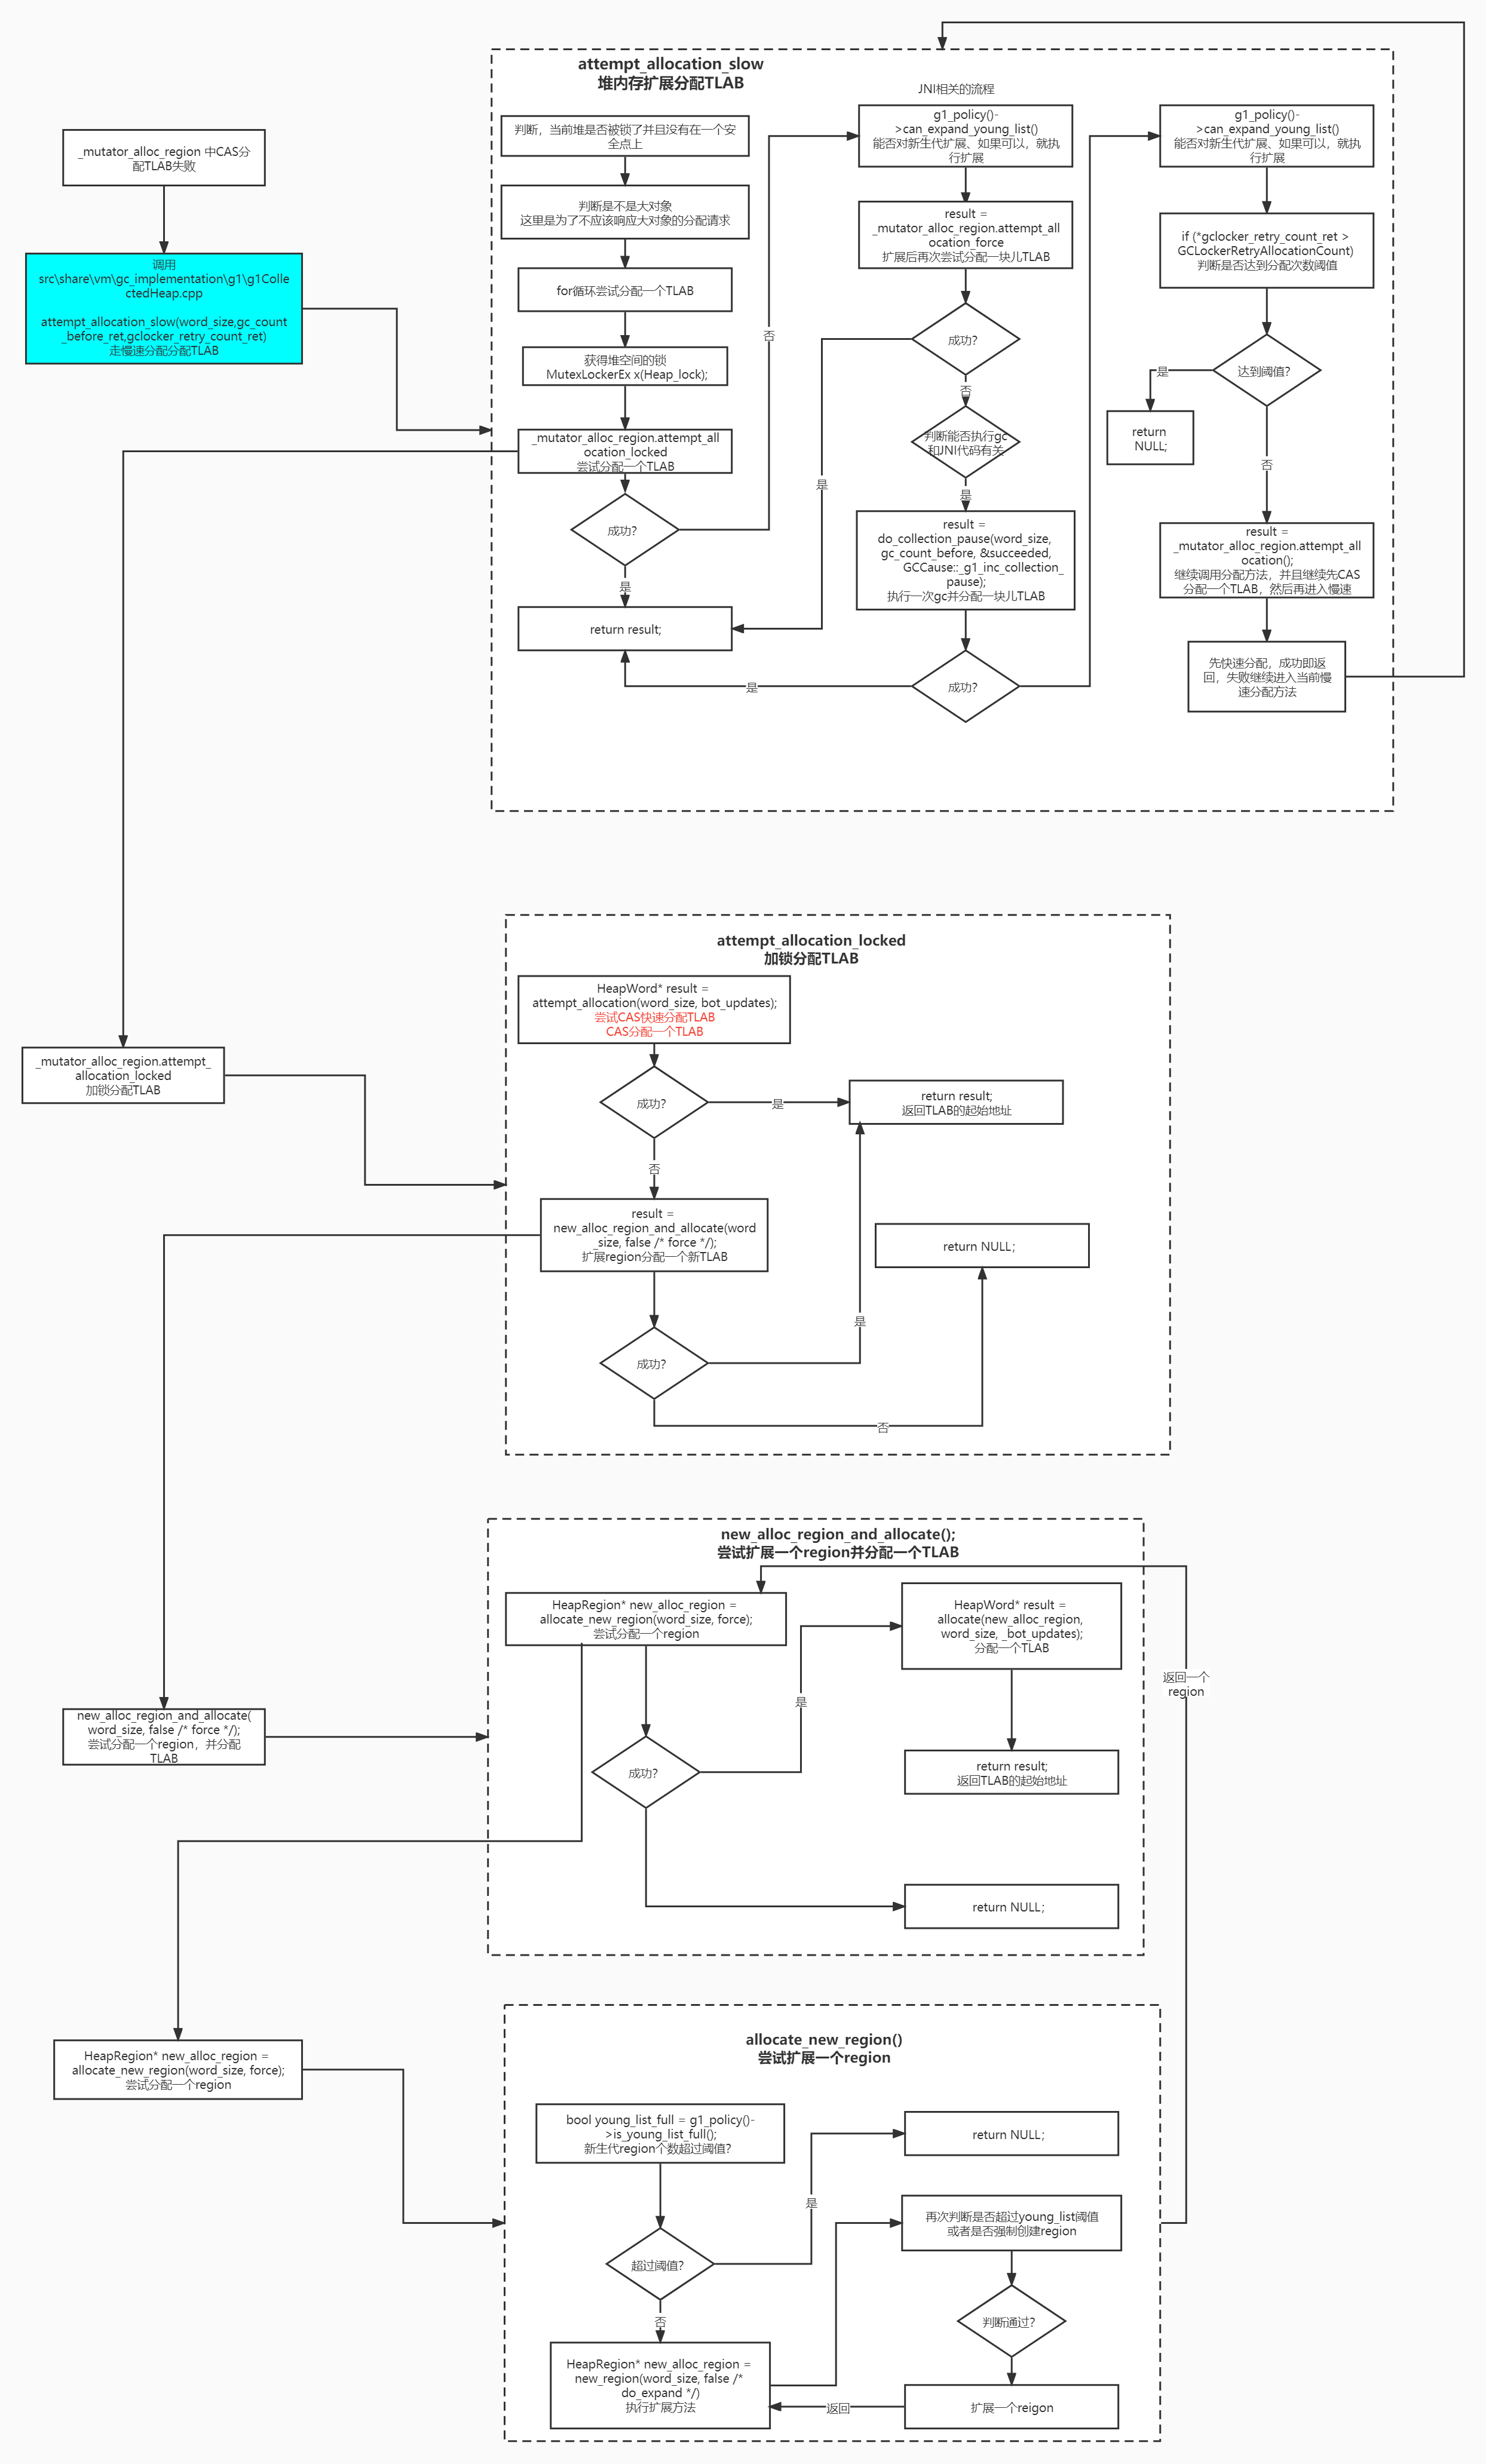 attempt_allocation_slow
堆内存扩展分配TLAB
_mutator_alloc_region 中CAS分
配TLAB失败
调用
src\share\vm\gc_implementation\g1\g1Colle
ctedHeap.cpp
attempt_allocation_slow(word_size,gc_count
_before_ret,gclocker_retry_count_ret)
走慢速分配分配TLAB
判断，当前堆是否被锁了并且没有在一个安
全点上
判断是不是大对象
这里是为了不应该响应大对象的分配请求
for循环尝试分配一个TLAB
获得堆空间的锁
MutexLockerEx x(Heap_lock);
_mutator_alloc_region.attempt_all
ocation_locked
尝试分配一个TLAB
成功？
是
return result;
否
JNI相关的流程
g1_policy()-
>can_expand_young_list()
能否对新生代扩展、如果可以，就执
行扩展
result =
_mutator_alloc_region.attempt_all
ocation_force
扩展后再次尝试分配一块儿TLAB
成功？
是
否
判断能否执行gc
和JNI代码有关
是
result =
do_collection_pause(word_size,
gc_count_before, &succeeded,
GCCause::_g1_inc_collection_
pause);
执行一次gc并分配一块儿TLAB
成功？
是
g1_policy()-
>can_expand_young_list()
能否对新生代扩展、如果可以，就执
行扩展
if (*gclocker_retry_count_ret >
GCLockerRetryAllocationCount)
判断是否达到分配次数阈值
达到阈值？
是
return
NULL;
否
result =
_mutator_alloc_region.attempt_all
ocation();
继续调用分配方法，并且继续先CAS
分配一个TLAB，然后再进入慢速
先快速分配，成功即返
回，失败继续进入当前慢
速分配方法
attempt_allocation_locked
加锁分配TLAB
_mutator_alloc_region.attempt_
allocation_locked
加锁分配TLAB
HeapWord* result =
attempt_allocation(word_size, bot_updates);
尝试CAS快速分配TLAB
CAS分配一个TLAB
成功？
是
return result;
返回TLAB的起始地址
否
result =
new_alloc_region_and_allocate(word
_size, false /* force */);
扩展region分配一个新TLAB
return NULL;
成功？
是
否
new_alloc_region_and_allocate();
尝试扩展一个region并分配一个TLAB
new_alloc_region_and_allocate(
word_size, false /* force */);
尝试分配一个region，并分配
TLAB
HeapRegion* new_alloc_region =
allocate_new_region(word_size, force);
尝试分配一个region
成功？
是
HeapWord* result =
allocate(new_alloc_region,
word_size, _bot_updates);
分配一个TLAB
return result;
返回TLAB的起始地址
return NULL;
返回一个
region
allocate_new_region()
尝试扩展一个region
HeapRegion* new_alloc_region =
allocate_new_region(word_size, force);
尝试分配一个region
bool young_list_full = g1_policy()-
>is_young_list_full();
新生代region个数超过阈值？
超过阈值？
是
return NULL;
否
HeapRegion* new_alloc_region =
new_region(word_size, false /*
do_expand */)
执行扩展方法
再次判断是否超过young_list阈值
或者是否强制创建region
判断通过？
扩展一个reigon
返回